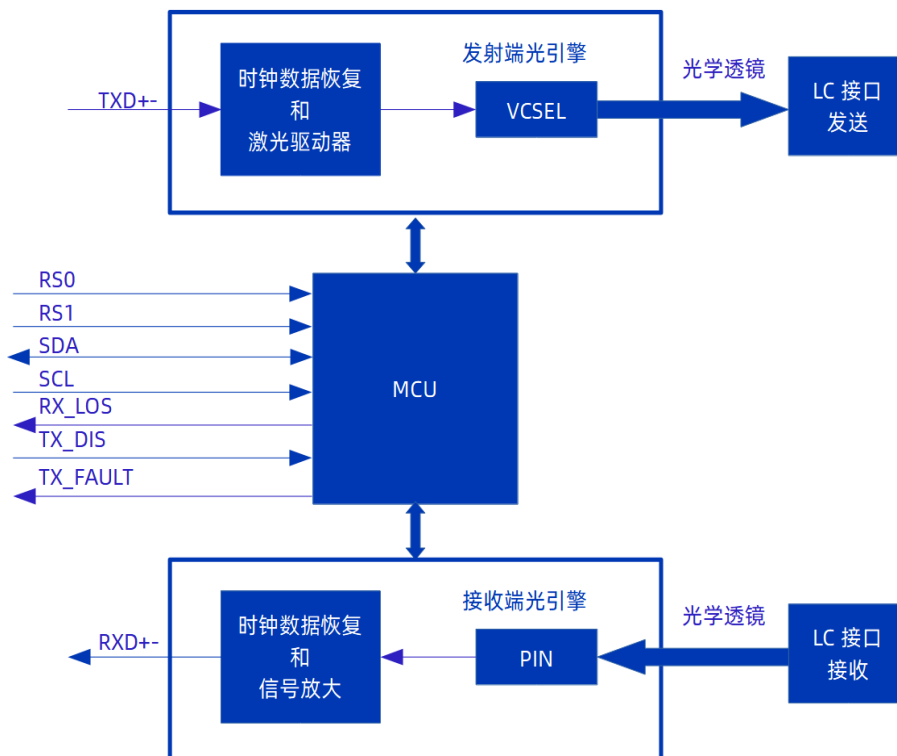 发射端光引擎
时钟数据恢复
和
激光驱动器
TXD+-
VCSEL
光学透镜
LC 接口
发送
RS0
RS1
SDA
SCL
RX_LOS
TX_DIS
TX_FAULT
MCU
接收端光引擎
时钟数据恢复
和
信号放大
RXD+-
PIN
光学透镜
LC 接口
接收